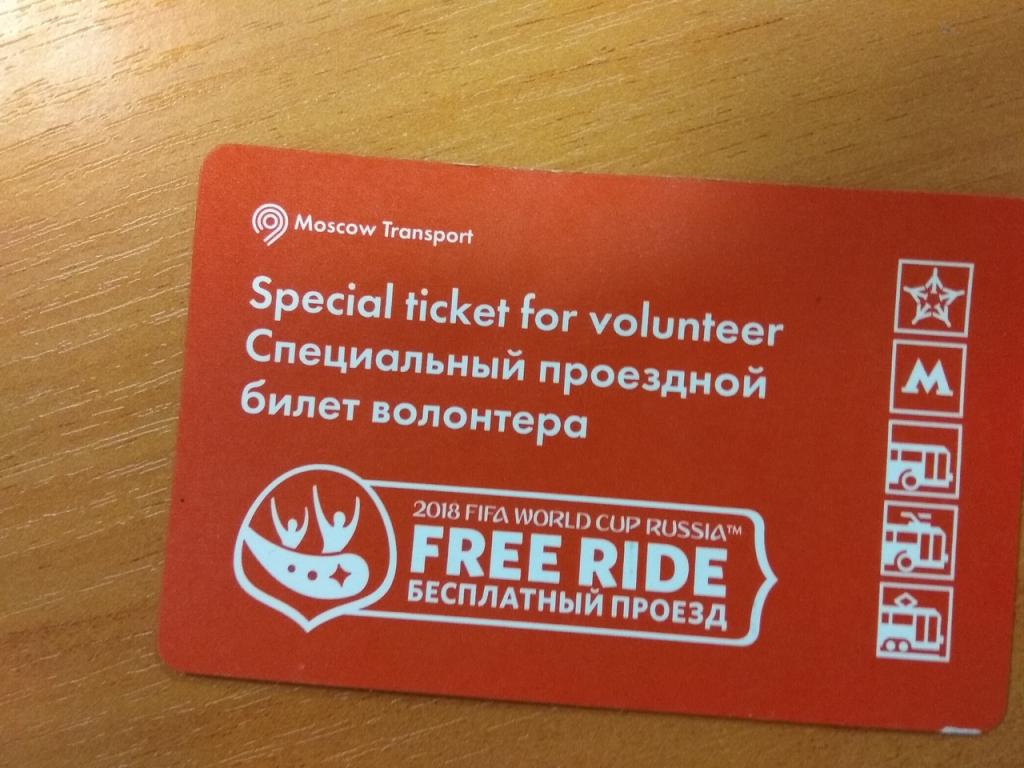 Moscow Transport
Special ticket for volunteer
Специальный проездной
билет волонтера
2018 FIFA WORLD CUP RUSSIA™
FREE RIDE
БЕСПЛАТНЫЙ ПРОЕЗД
М